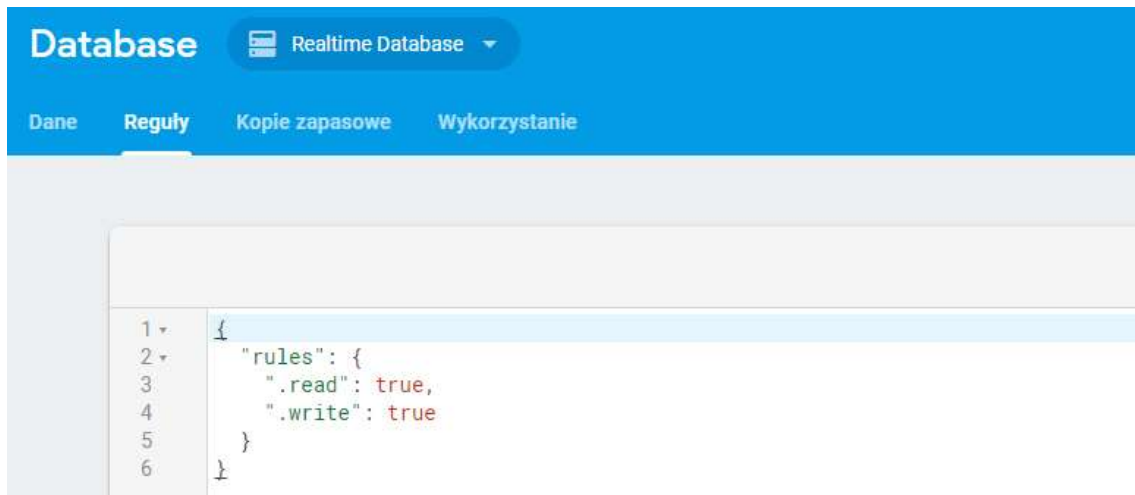 Database Realtime Database
Dane Reguły Kopie zapasowe Wykorzystanie
1 {
2 "rules": {
3 ".read": true,
4 ".write": true
5 }
6 }